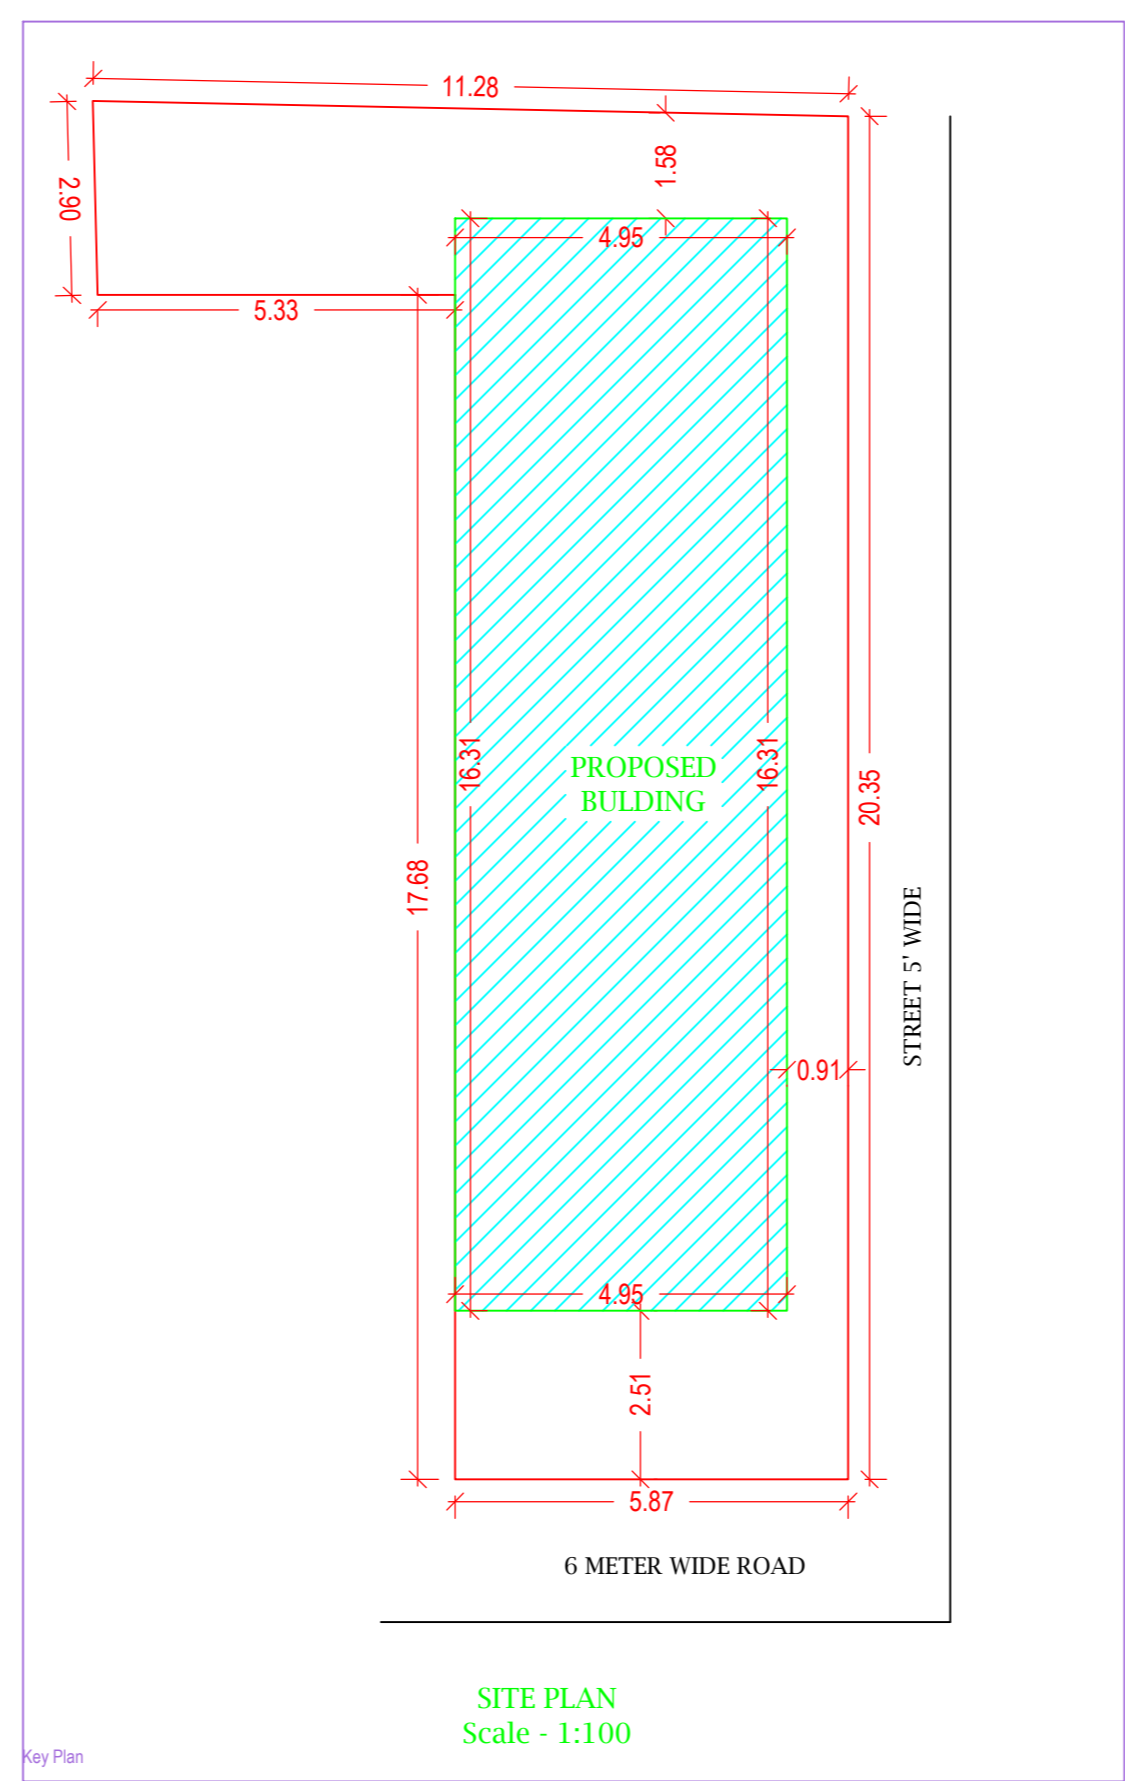 11.28
1.58
2.90
4.95
5.33
16.31
16.31
PROPOSED
BULDING
20.35
17.68
STREET 5' WIDE
0.91
4.95
2.51
5.87
6 METER WIDE ROAD
SITE PLAN
Scale - 1:100
Key Plan